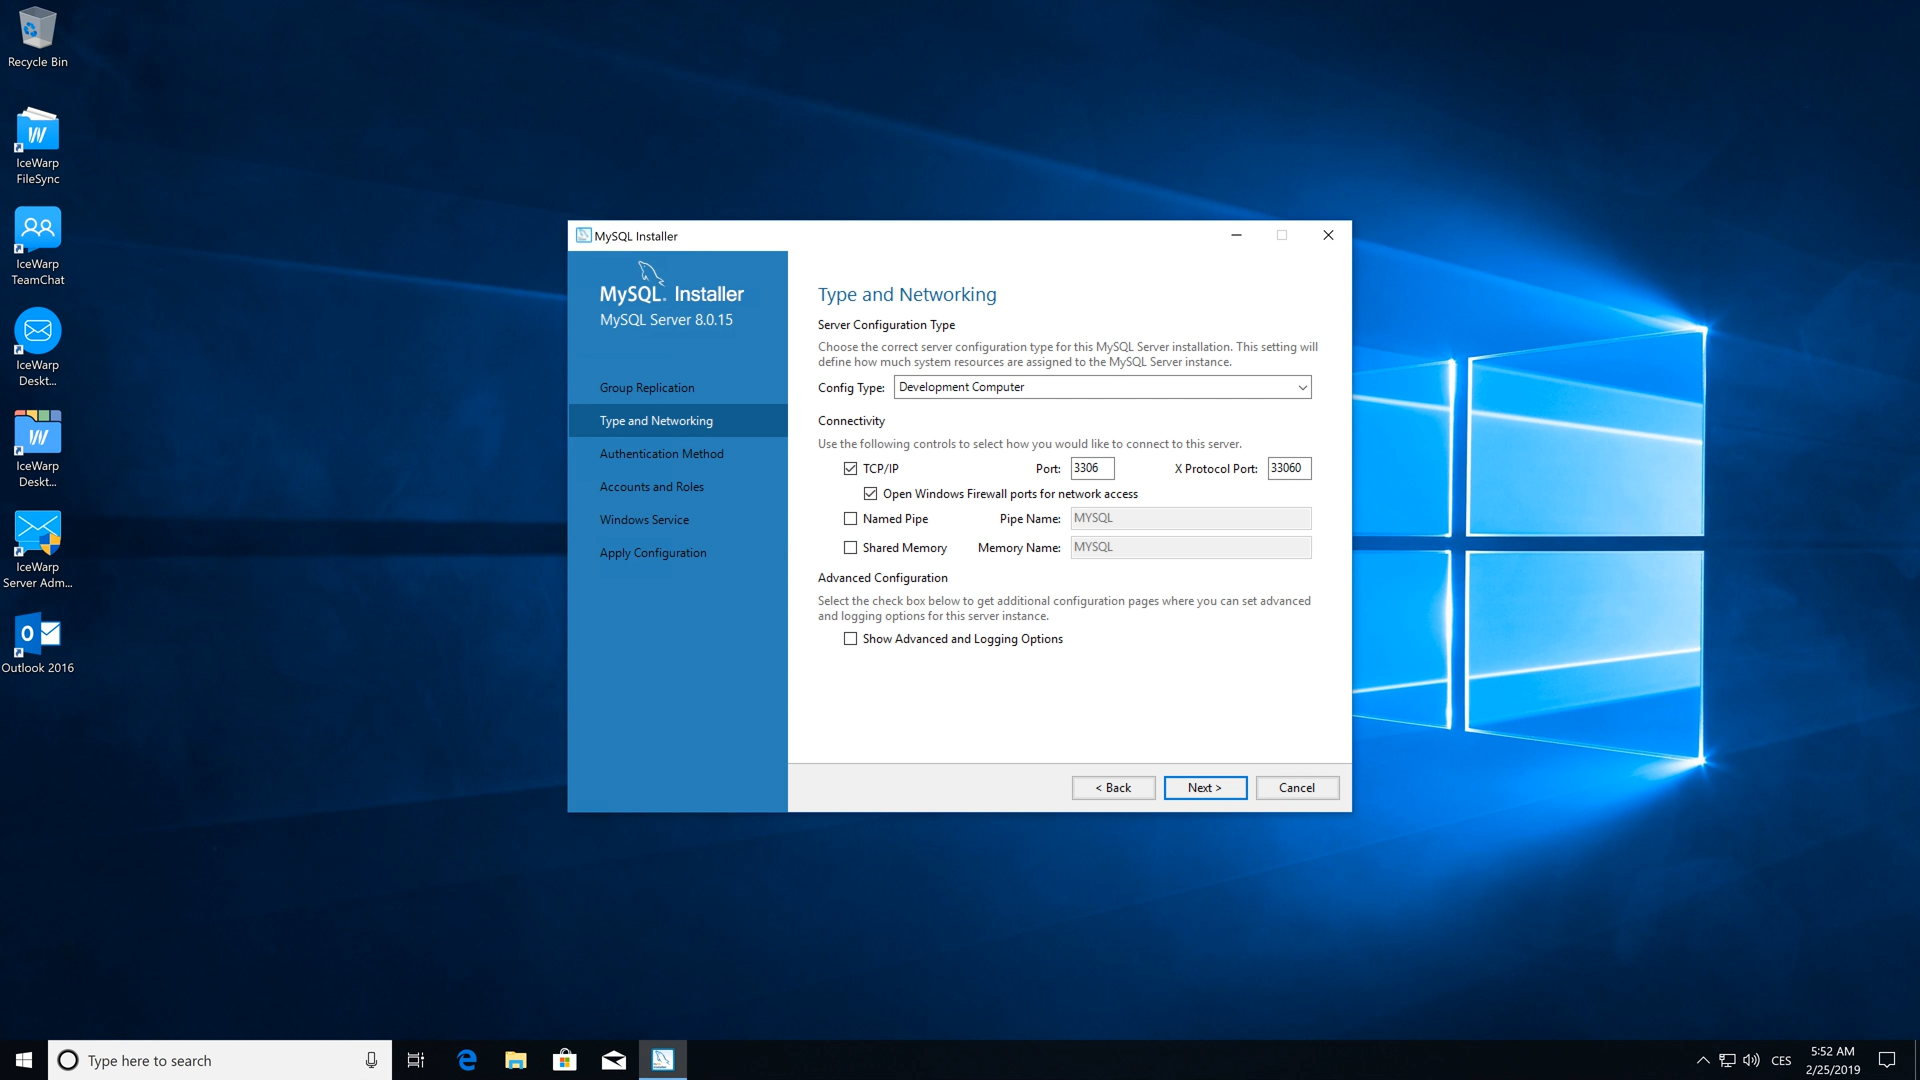 Recycle Bin
IceWarp
FileSync
IceWarp
TeamChat
IceWarp
Deskt...
IceWarp
Deskt...
IceWarp
Server Adm...
Outlook 2016
MySQL Installer
MySQL. Installer
MySQL Server 8.0.15
Group Replication
Type and Networking
Authentication Method
Accounts and Roles
Windows Service
Apply Configuration
Type and Networking
Server Configuration Type
Choose the correct server configuration type for this MySQL Server installation. This setting will
define how much system resources are assigned to the MySQL Server instance.
Config Type: Development Computer
Connectivity
Use the following controls to select how you would like to connect to this server.
TCP/IP Port: 3306 X Protocol Port: 33060
Open Windows Firewall ports for network access
Named Pipe Pipe Name: MYSQL
Shared Memory Memory Name: MYSQL
Advanced Configuration
Select the check box below to get additional configuration pages where you can set advanced
and logging options for this server instance.
Show Advanced and Logging Options
< Back Next > Cancel
Type here to search
CES
5:52 AM
2/25/2019